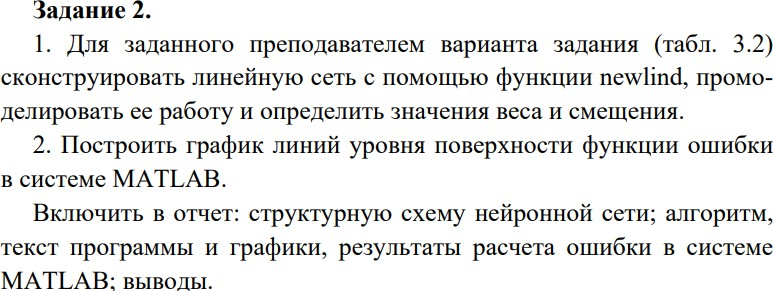 Задание 2.
1. Для заданного преподавателем варианта задания (табл. 3.2)
сконструировать линейную сеть с помощью функции newlind, промо-
делировать ее работу и определить значения веса и смещения.
2. Построить график линий уровня поверхности функции ошибки
в системе MATLAB.
Включить в отчет: структурную схему нейронной сети; алгоритм,
текст программы и графики, результаты расчета ошибки в системе
MATLAB; выводы.